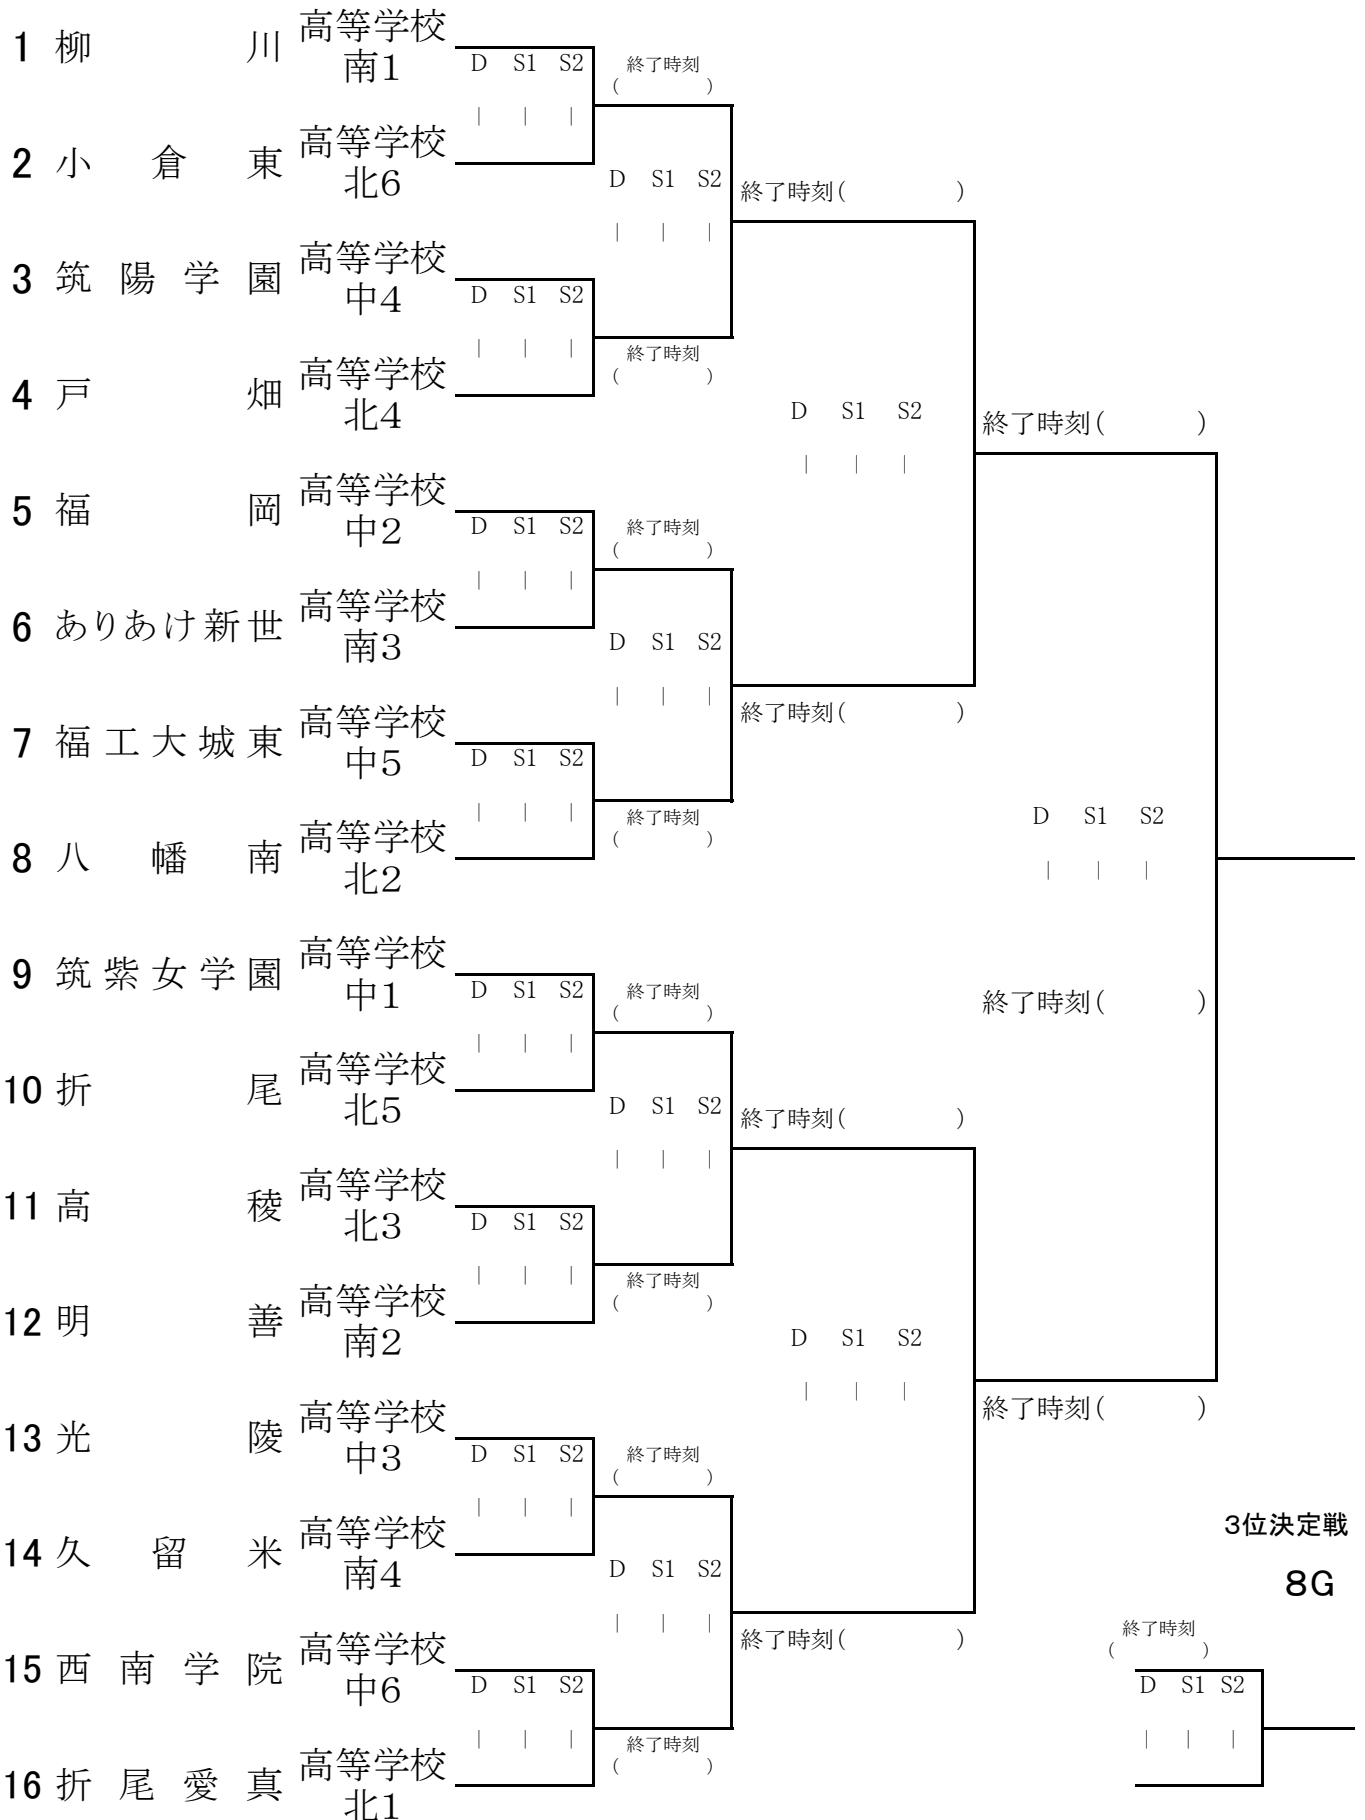 1 柳川 高等学校
南1
D S1 S2
終了時刻
( )
| | |
2 小倉東 高等学校
北6
D S1 S2
| | |
終了時刻( )
3 筑陽学園 高等学校
中4
D S1 S2
| | |
終了時刻
( )
4 戸畑 高等学校
北4
D S1 S2
| | |
終了時刻( )
5 福岡 高等学校
中2
D S1 S2
終了時刻
( )
| | |
6 ありあけ新世 高等学校
南3
D S1 S2
| | |
終了時刻( )
7 福工大城東 高等学校
中5
D S1 S2
| | |
終了時刻
( )
8 八幡南 高等学校
北2
D S1 S2
| | |
9 筑紫女学園 高等学校
中1
D S1 S2
終了時刻
( )
| | |
終了時刻( )
10 折尾 高等学校
北5
D S1 S2
| | |
終了時刻( )
11 高稜 高等学校
北3
D S1 S2
| | |
終了時刻
( )
12 明善 高等学校
南2
D S1 S2
| | |
終了時刻( )
13 光陵 高等学校
中3
D S1 S2
終了時刻
( )
| | |
14 久留米 高等学校
南4
D S1 S2
| | |
終了時刻( )
15 西南学院 高等学校
中6
D S1 S2
| | |
終了時刻
( )
16 折尾愛真 高等学校
北1
3位決定戦
8G
終了時刻
( )
D S1 S2
| | |